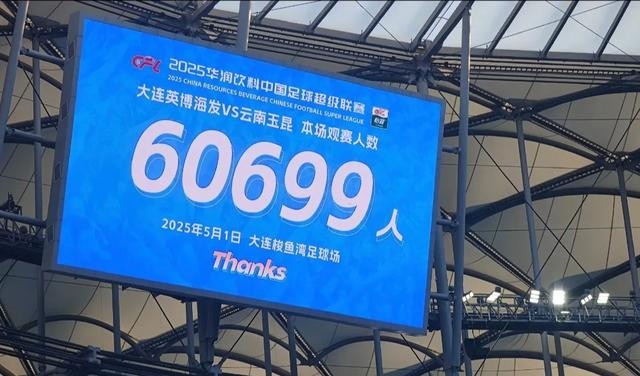 CFL 2025华润饮料中国足球超级联赛
2025 CHINA RESOURCES BEVERAGE CHINESE FOOTBALL SUPER LEAGUE
大连英博海发VS云南玉昆 本场观赛人数
60699人
2025年5月1日 大连梭鱼湾足球场
Thanks